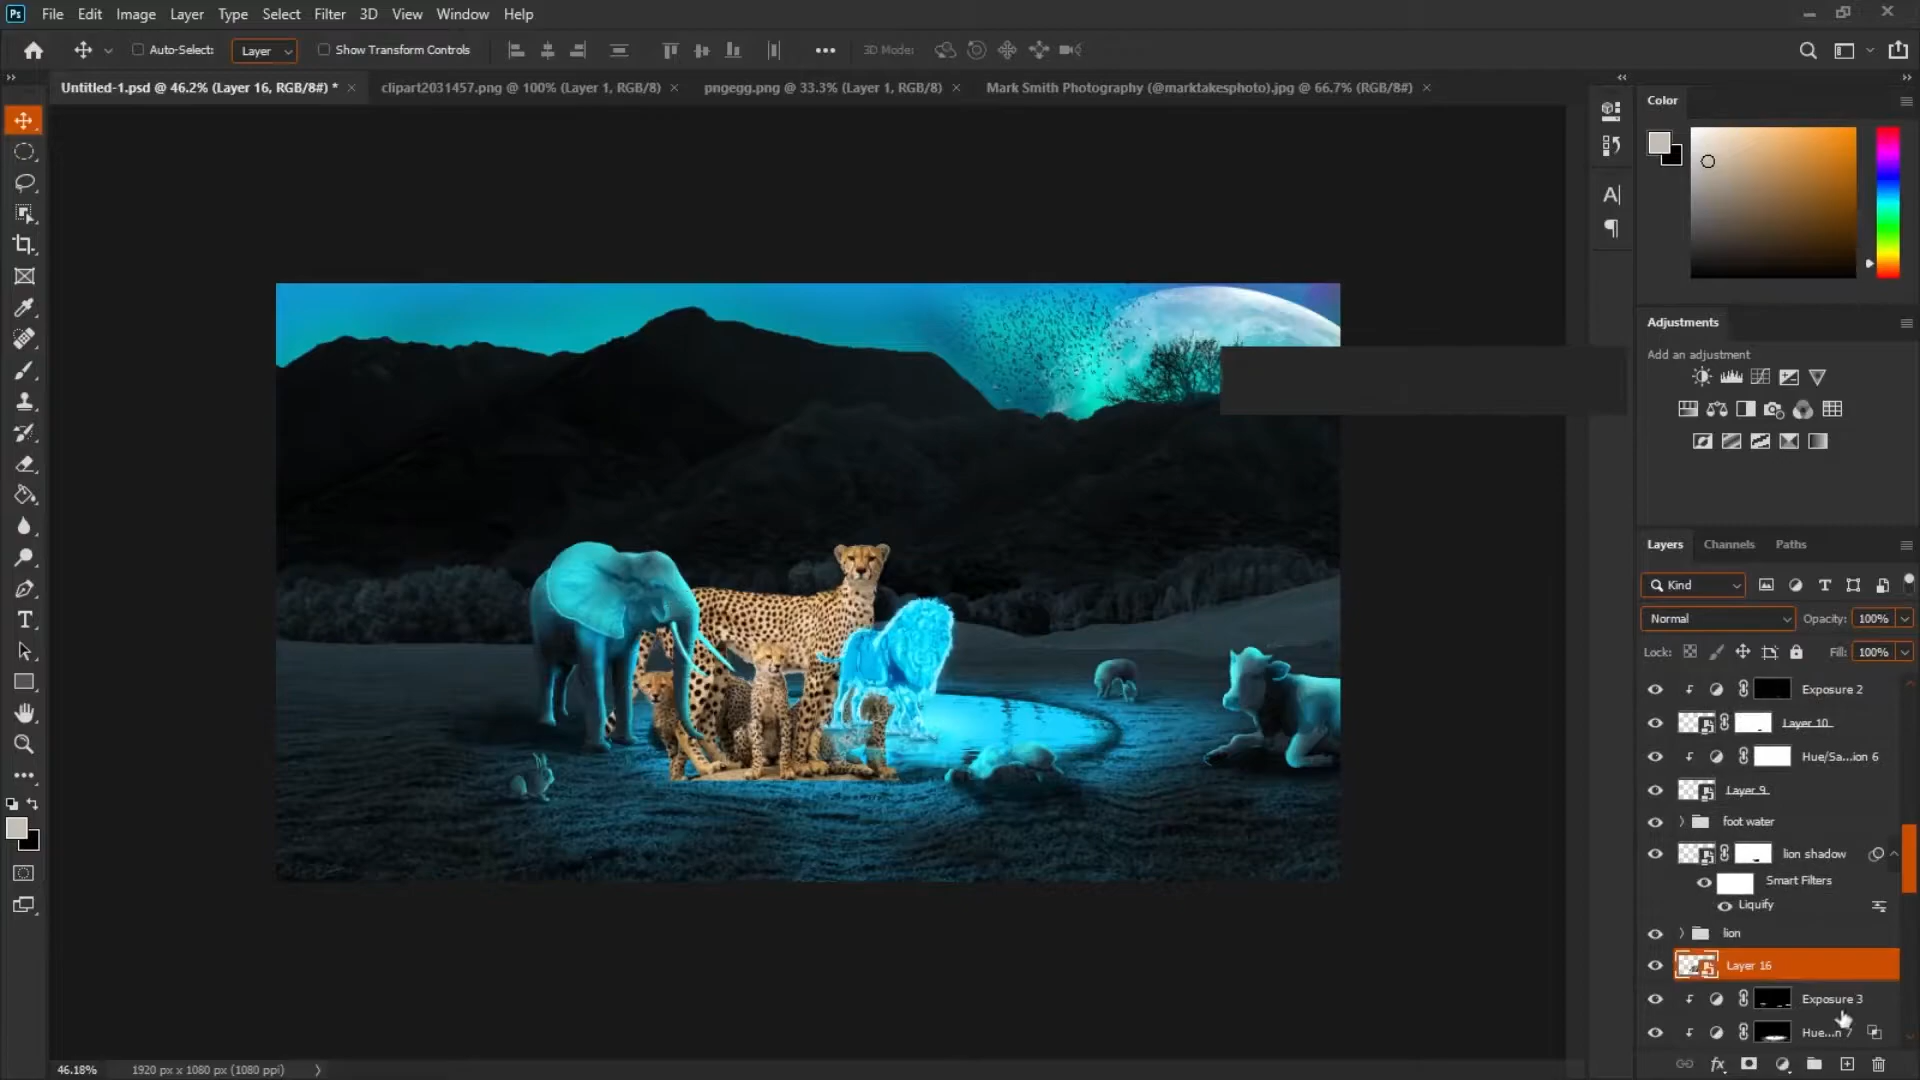 Ps File Edit Image Layer Type Select Filter 3D View Window Help
Auto-Select: Layer Show Transform Controls 3D Mode:
Untitled-1.psd @ 46.2% (Layer 16, RGB/8#) * clipart2031457.png @ 100% (Layer 1, RGB/8) pngegg.png @ 33.3% (Layer 1, RGB/8) Mark Smith Photography (@marktakesphoto).jpg @ 66.7% (RGB/8#)
Color
Adjustments
Add an adjustment
Layers Channels Paths
Kind
Normal Opacity: 100%
Lock: Fill: 100%
Exposure 2
Layer 10
Hue/Sa...ion 6
Layer 9
foot water
lion shadow
Smart Filters
Liquify
lion
Layer 16
Exposure 3
Hue...n 7
46.18% 1920 px x 1080 px (1080 ppi)